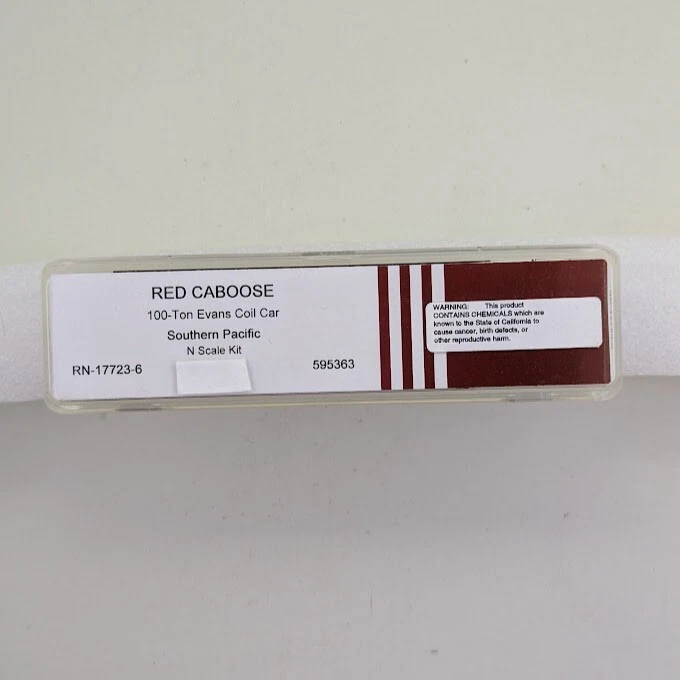 RED CABOOSE
100-Ton Evans Coil Car
Southern Pacific
N Scale Kit
RN-17723-6
595363
WARNING: This product
CONTAINS CHEMICALS which are
known to the State of California to
cause cancer, birth defects, or
other reproductive harm.